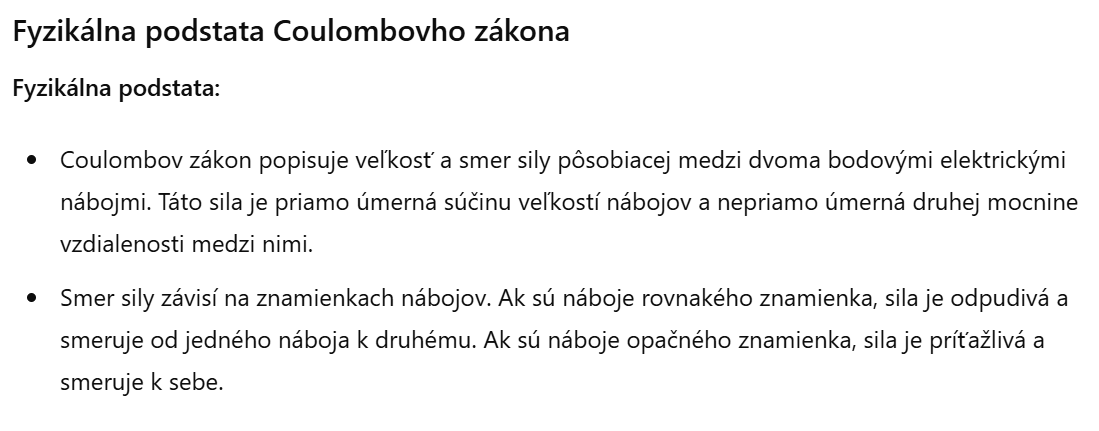 Fyzikálna podstata Coulombovho zákona
Fyzikálna podstata:
• Coulombov zákon popisuje veľkosť a smer sily pôsobiacej medzi dvoma bodovými elektrickými
nábojmi. Táto sila je priamo úmerná súčinu veľkostí nábojov a nepriamo úmerná druhej mocnine
vzdialenosti medzi nimi.
• Smer sily závisí na znamienkach nábojov. Ak sú náboje rovnakého znamienka, sila je odpudivá a
smeruje od jedného náboja k druhému. Ak sú náboje opačného znamienka, sila je príťažlivá a
smeruje k sebe.